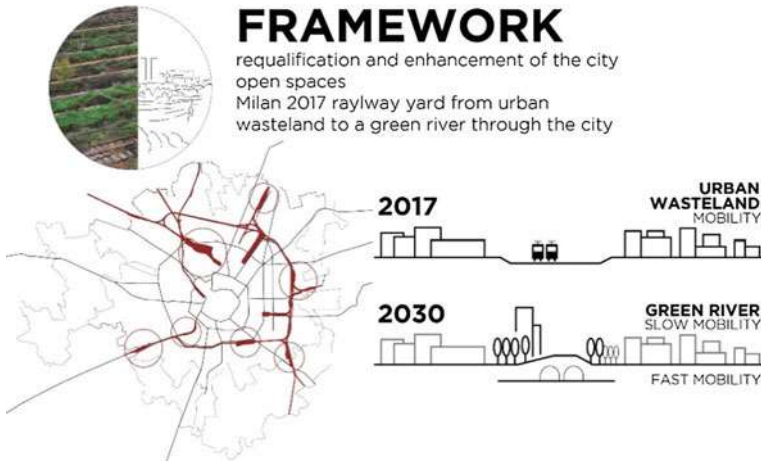 FRAMEWORK
requalification and enhancement of the city
open spaces
Milan 2017 raylway yard from urban
wasteland to a green river through the city
2017
URBAN
WASTELAND
MOBILITY
2030
GREEN RIVER
SLOW MOBILITY
FAST MOBILITY